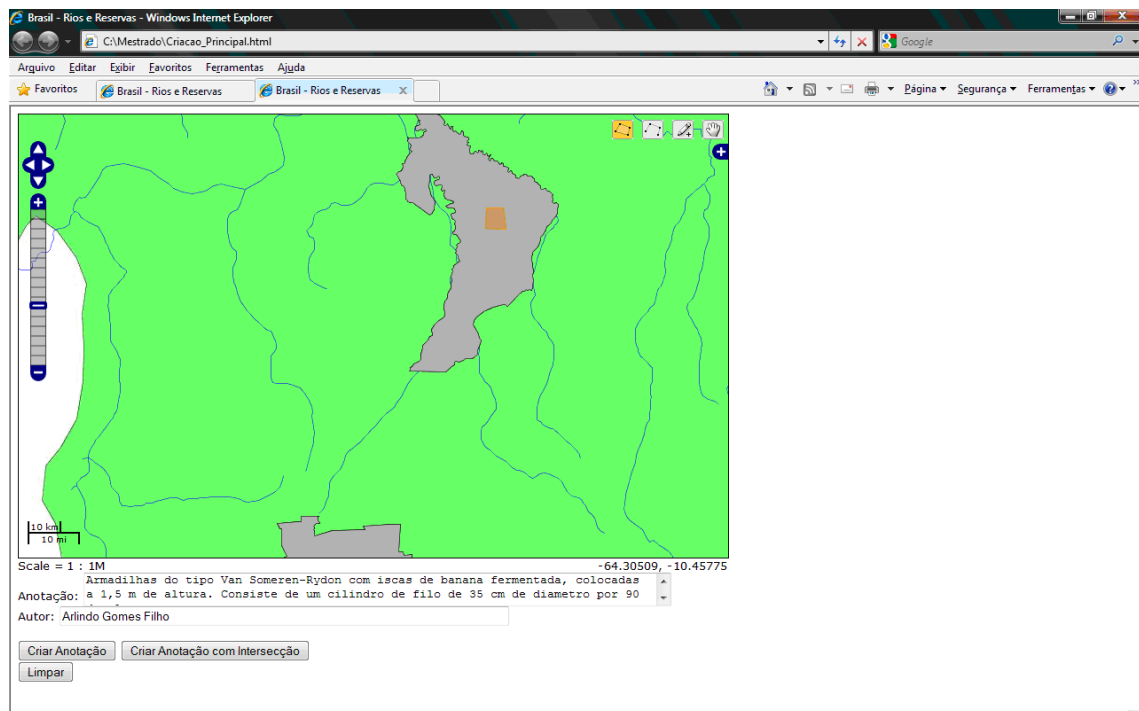 Brasil - Rios e Reservas - Windows Internet Explorer
C:\Mestrado\Criacao_Principal.html
Google
Arquivo Editar Exibir Favoritos Ferramentas Ajuda
Favoritos Brasil - Rios e Reservas Brasil - Rios e Reservas X Página Segurança Ferramentas
10 km
10 mi
Scale = 1 : 1M -64.30509, -10.45775
Armadilhas do tipo Van Someren-Rydon com iscas de banana fermentada, colocadas
Anotação: a 1,5 m de altura. Consiste de um cilindro de filo de 35 cm de diametro por 90
Autor: Arlindo Gomes Filho
Criar Anotação Criar Anotação com Intersecção
Limpar